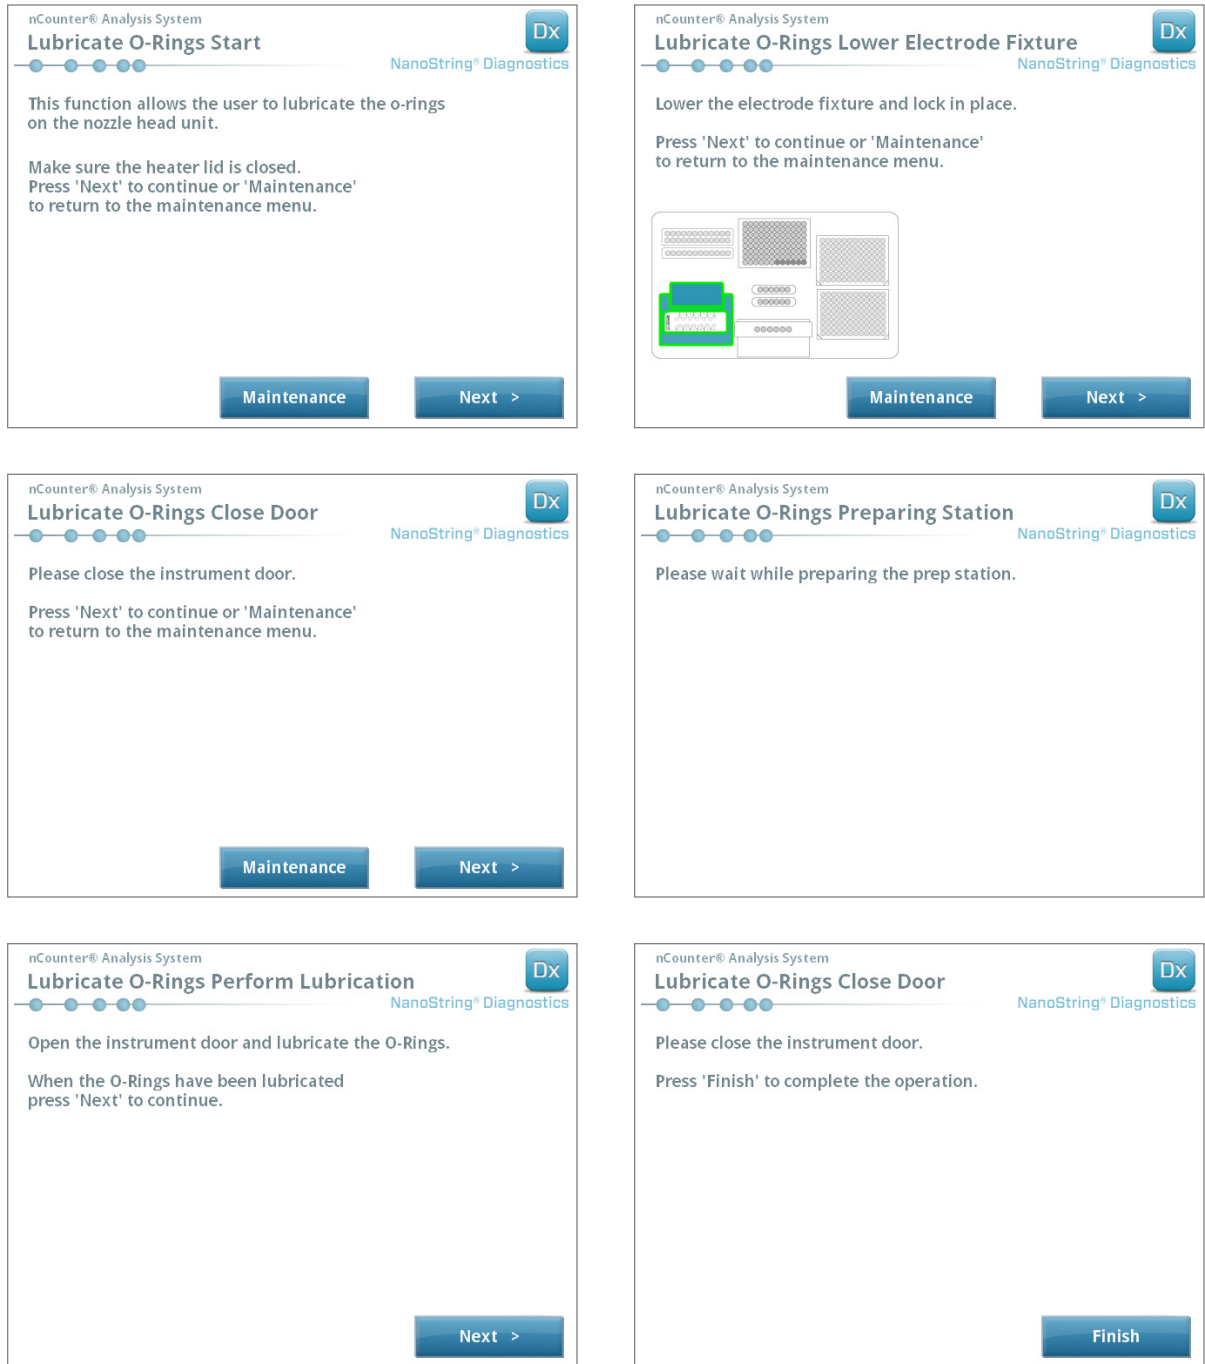 nCounter® Analysis System
Lubricate O-Rings Start
Dx
NanoString® Diagnostics
This function allows the user to lubricate the o-rings
on the nozzle head unit.
Make sure the heater lid is closed.
Press 'Next' to continue or 'Maintenance'
to return to the maintenance menu.
Maintenance
Next >
nCounter® Analysis System
Lubricate O-Rings Lower Electrode Fixture
Dx
NanoString® Diagnostics
Lower the electrode fixture and lock in place.
Press 'Next' to continue or 'Maintenance'
to return to the maintenance menu.
Maintenance
Next >
nCounter® Analysis System
Lubricate O-Rings Close Door
Dx
NanoString® Diagnostics
Please close the instrument door.
Press 'Next' to continue or 'Maintenance'
to return to the maintenance menu.
Maintenance
Next >
nCounter® Analysis System
Lubricate O-Rings Preparing Station
Dx
NanoString® Diagnostics
Please wait while preparing the prep station.
nCounter® Analysis System
Lubricate O-Rings Perform Lubrication
Dx
NanoString® Diagnostics
Open the instrument door and lubricate the O-Rings.
When the O-Rings have been lubricated
press 'Next' to continue.
Next >
nCounter® Analysis System
Lubricate O-Rings Close Door
Dx
NanoString® Diagnostics
Please close the instrument door.
Press 'Finish' to complete the operation.
Finish